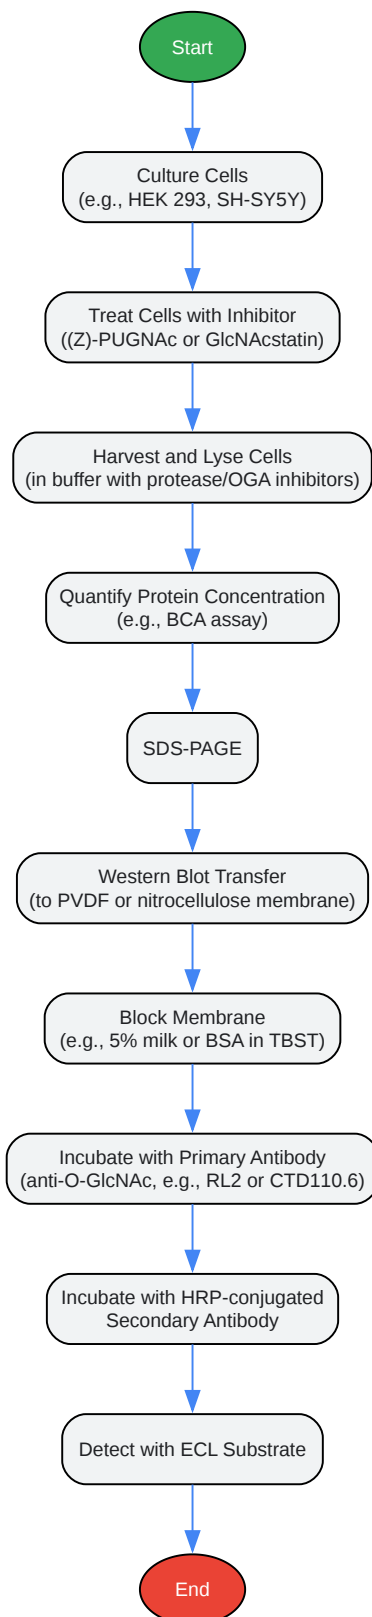 Start
Culture Cells
(e.g., HEK 293, SH-SY5Y)
Treat Cells with Inhibitor
((Z)-PUGNAc or GlcNAcstatin)
Harvest and Lyse Cells
(in buffer with protease/OGA inhibitors)
Quantify Protein Concentration
(e.g., BCA assay)
SDS-PAGE
Western Blot Transfer
(to PVDF or nitrocellulose membrane)
Block Membrane
(e.g., 5% milk or BSA in TBST)
Incubate with Primary Antibody
(anti-O-GlcNAc, e.g., RL2 or CTD110.6)
Incubate with HRP-conjugated
Secondary Antibody
Detect with ECL Substrate
End